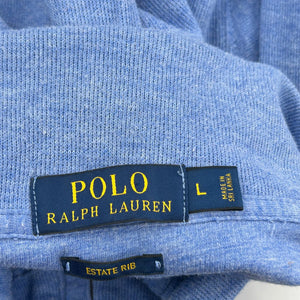 POLO
RALPH LAUREN
L
MADE IN
SRI LANKA
ESTATE RIB